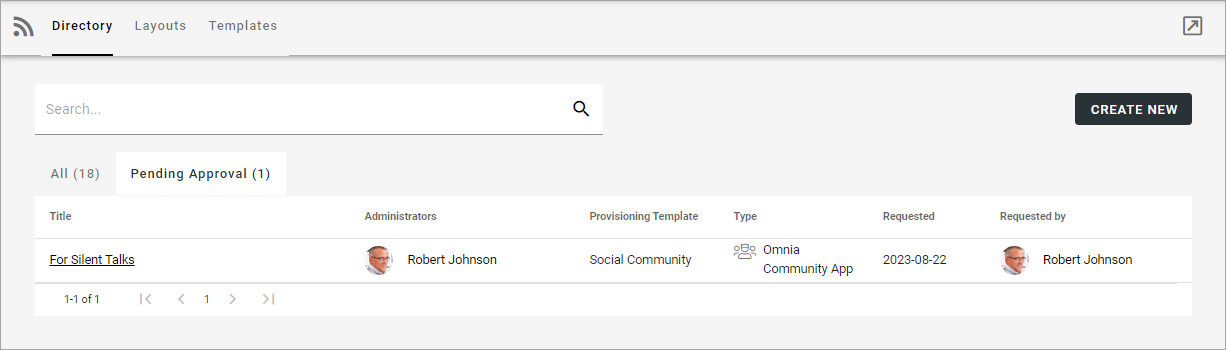 Directory Layouts Templates
Search...
CREATE NEW
All (18) Pending Approval (1)
Title Administrators Provisioning Template Type Requested Requested by
For Silent Talks Robert Johnson Social Community Omnia 2023-08-22 Robert Johnson
Community App
1-1 of 1 1